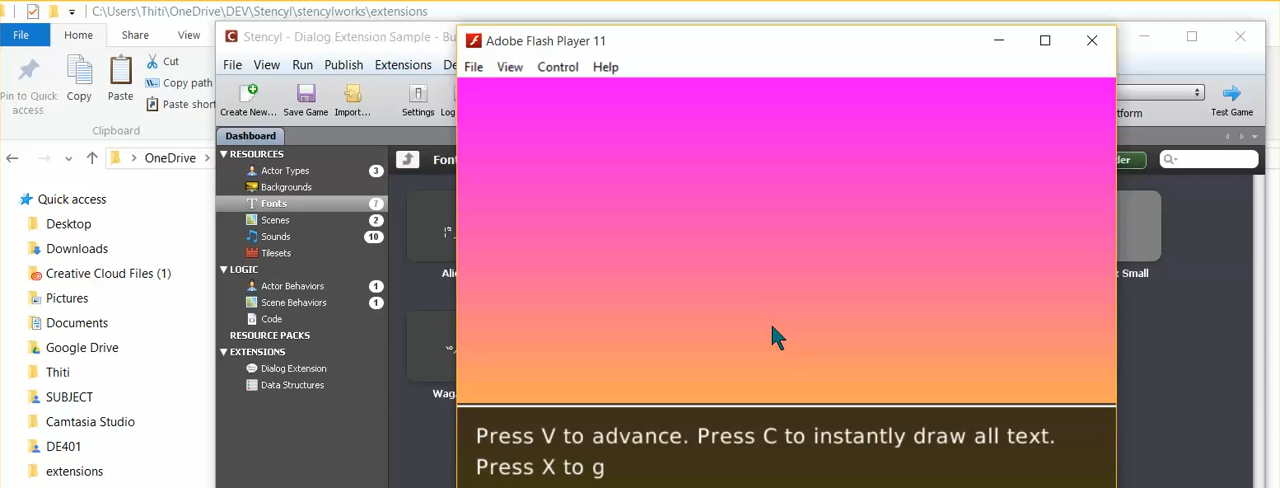 C:\Users\Thiti\OneDrive\DEV\Stencyl\stencylworks\extensions
File Home Share View
Pin to Quick access
Copy
Paste
Cut
Copy path
Paste short
Clipboard
OneDrive
Quick access
Desktop
Downloads
Creative Cloud Files (1)
Pictures
Documents
Google Drive
Thiti
SUBJECT
Camtasia Studio
DE401
extensions
Stencyl - Dialog Extension Sample - Bu
File View Run Publish Extensions De
Create New... Save Game Import... Settings Log
Test Game
Dashboard
RESOURCES
Actor Types 3
Backgrounds
Fonts 7
Scenes 2
Sounds 10
Tilesets
LOGIC
Actor Behaviors 1
Scene Behaviors 1
Code
RESOURCE PACKS
EXTENSIONS
Dialog Extension
Data Structures
Adobe Flash Player 11
File View Control Help
Press V to advance. Press C to instantly draw all text.
Press X to g